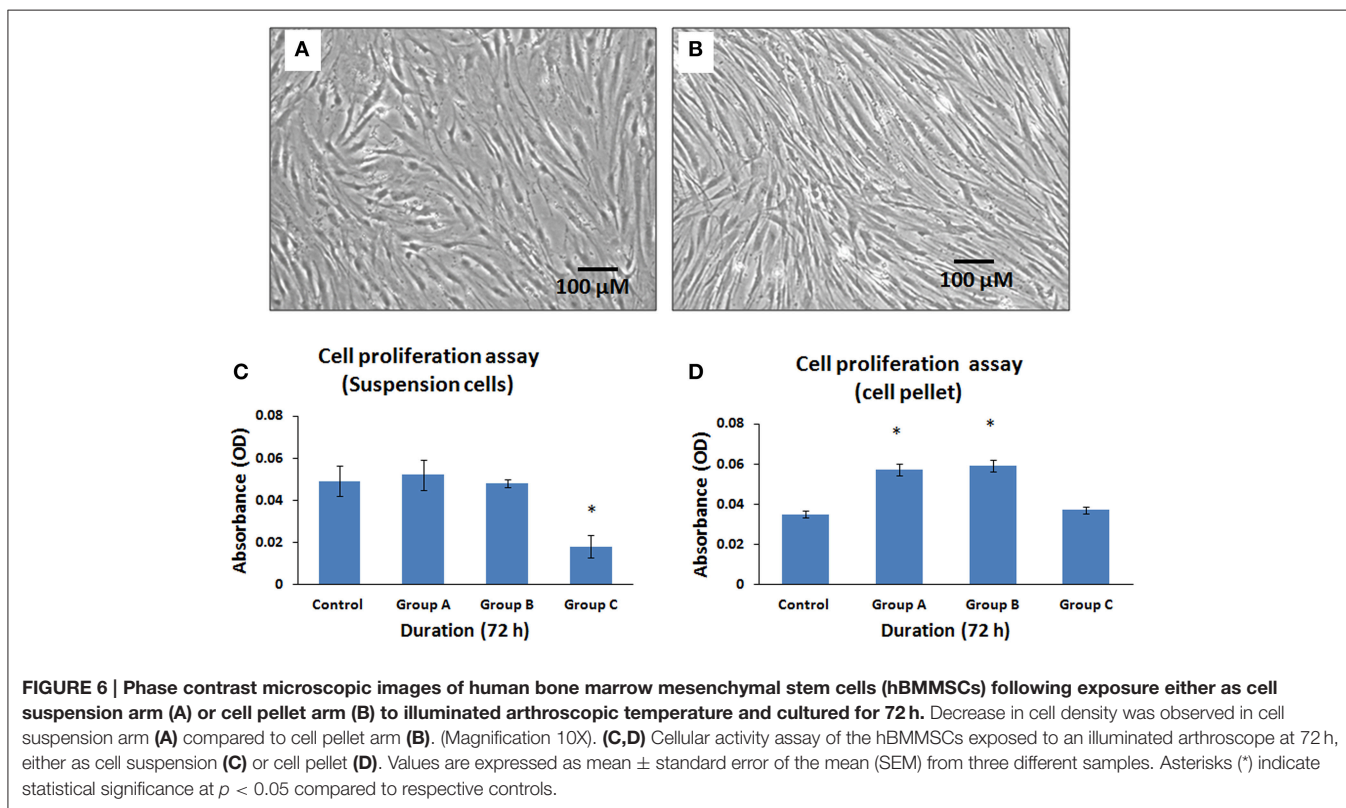 A
B
100 µM
100 µM
C
Cell proliferation assay
(Suspension cells)
Absorbance (OD)
0.08
0.06
0.04
0.02
0
*
Control
Group A
Group B
Group C
Duration (72 h)
D
Cell proliferation assay
(cell pellet)
Absorbance (OD)
0.08
0.06
0.04
0.02
0
*
*
Control
Group A
Group B
Group C
Duration (72 h)
FIGURE 6 | Phase contrast microscopic images of human bone marrow mesenchymal stem cells (hBMMSCs) following exposure either as cell
suspension arm (A) or cell pellet arm (B) to illuminated arthroscopic temperature and cultured for 72 h. Decrease in cell density was observed in cell
suspension arm (A) compared to cell pellet arm (B). (Magnification 10X). (C,D) Cellular activity assay of the hBMMSCs exposed to an illuminated arthroscope at 72 h,
either as cell suspension (C) or cell pellet (D). Values are expressed as mean ± standard error of the mean (SEM) from three different samples. Asterisks (*) indicate
statistical significance at p < 0.05 compared to respective controls.